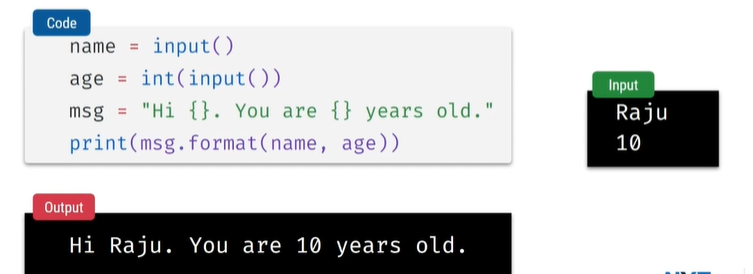 Code
name = input()
age = int(input())
msg = "Hi {}. You are {} years old."
print(msg.format(name, age))
Input
Raju
10
Output
Hi Raju. You are 10 years old.